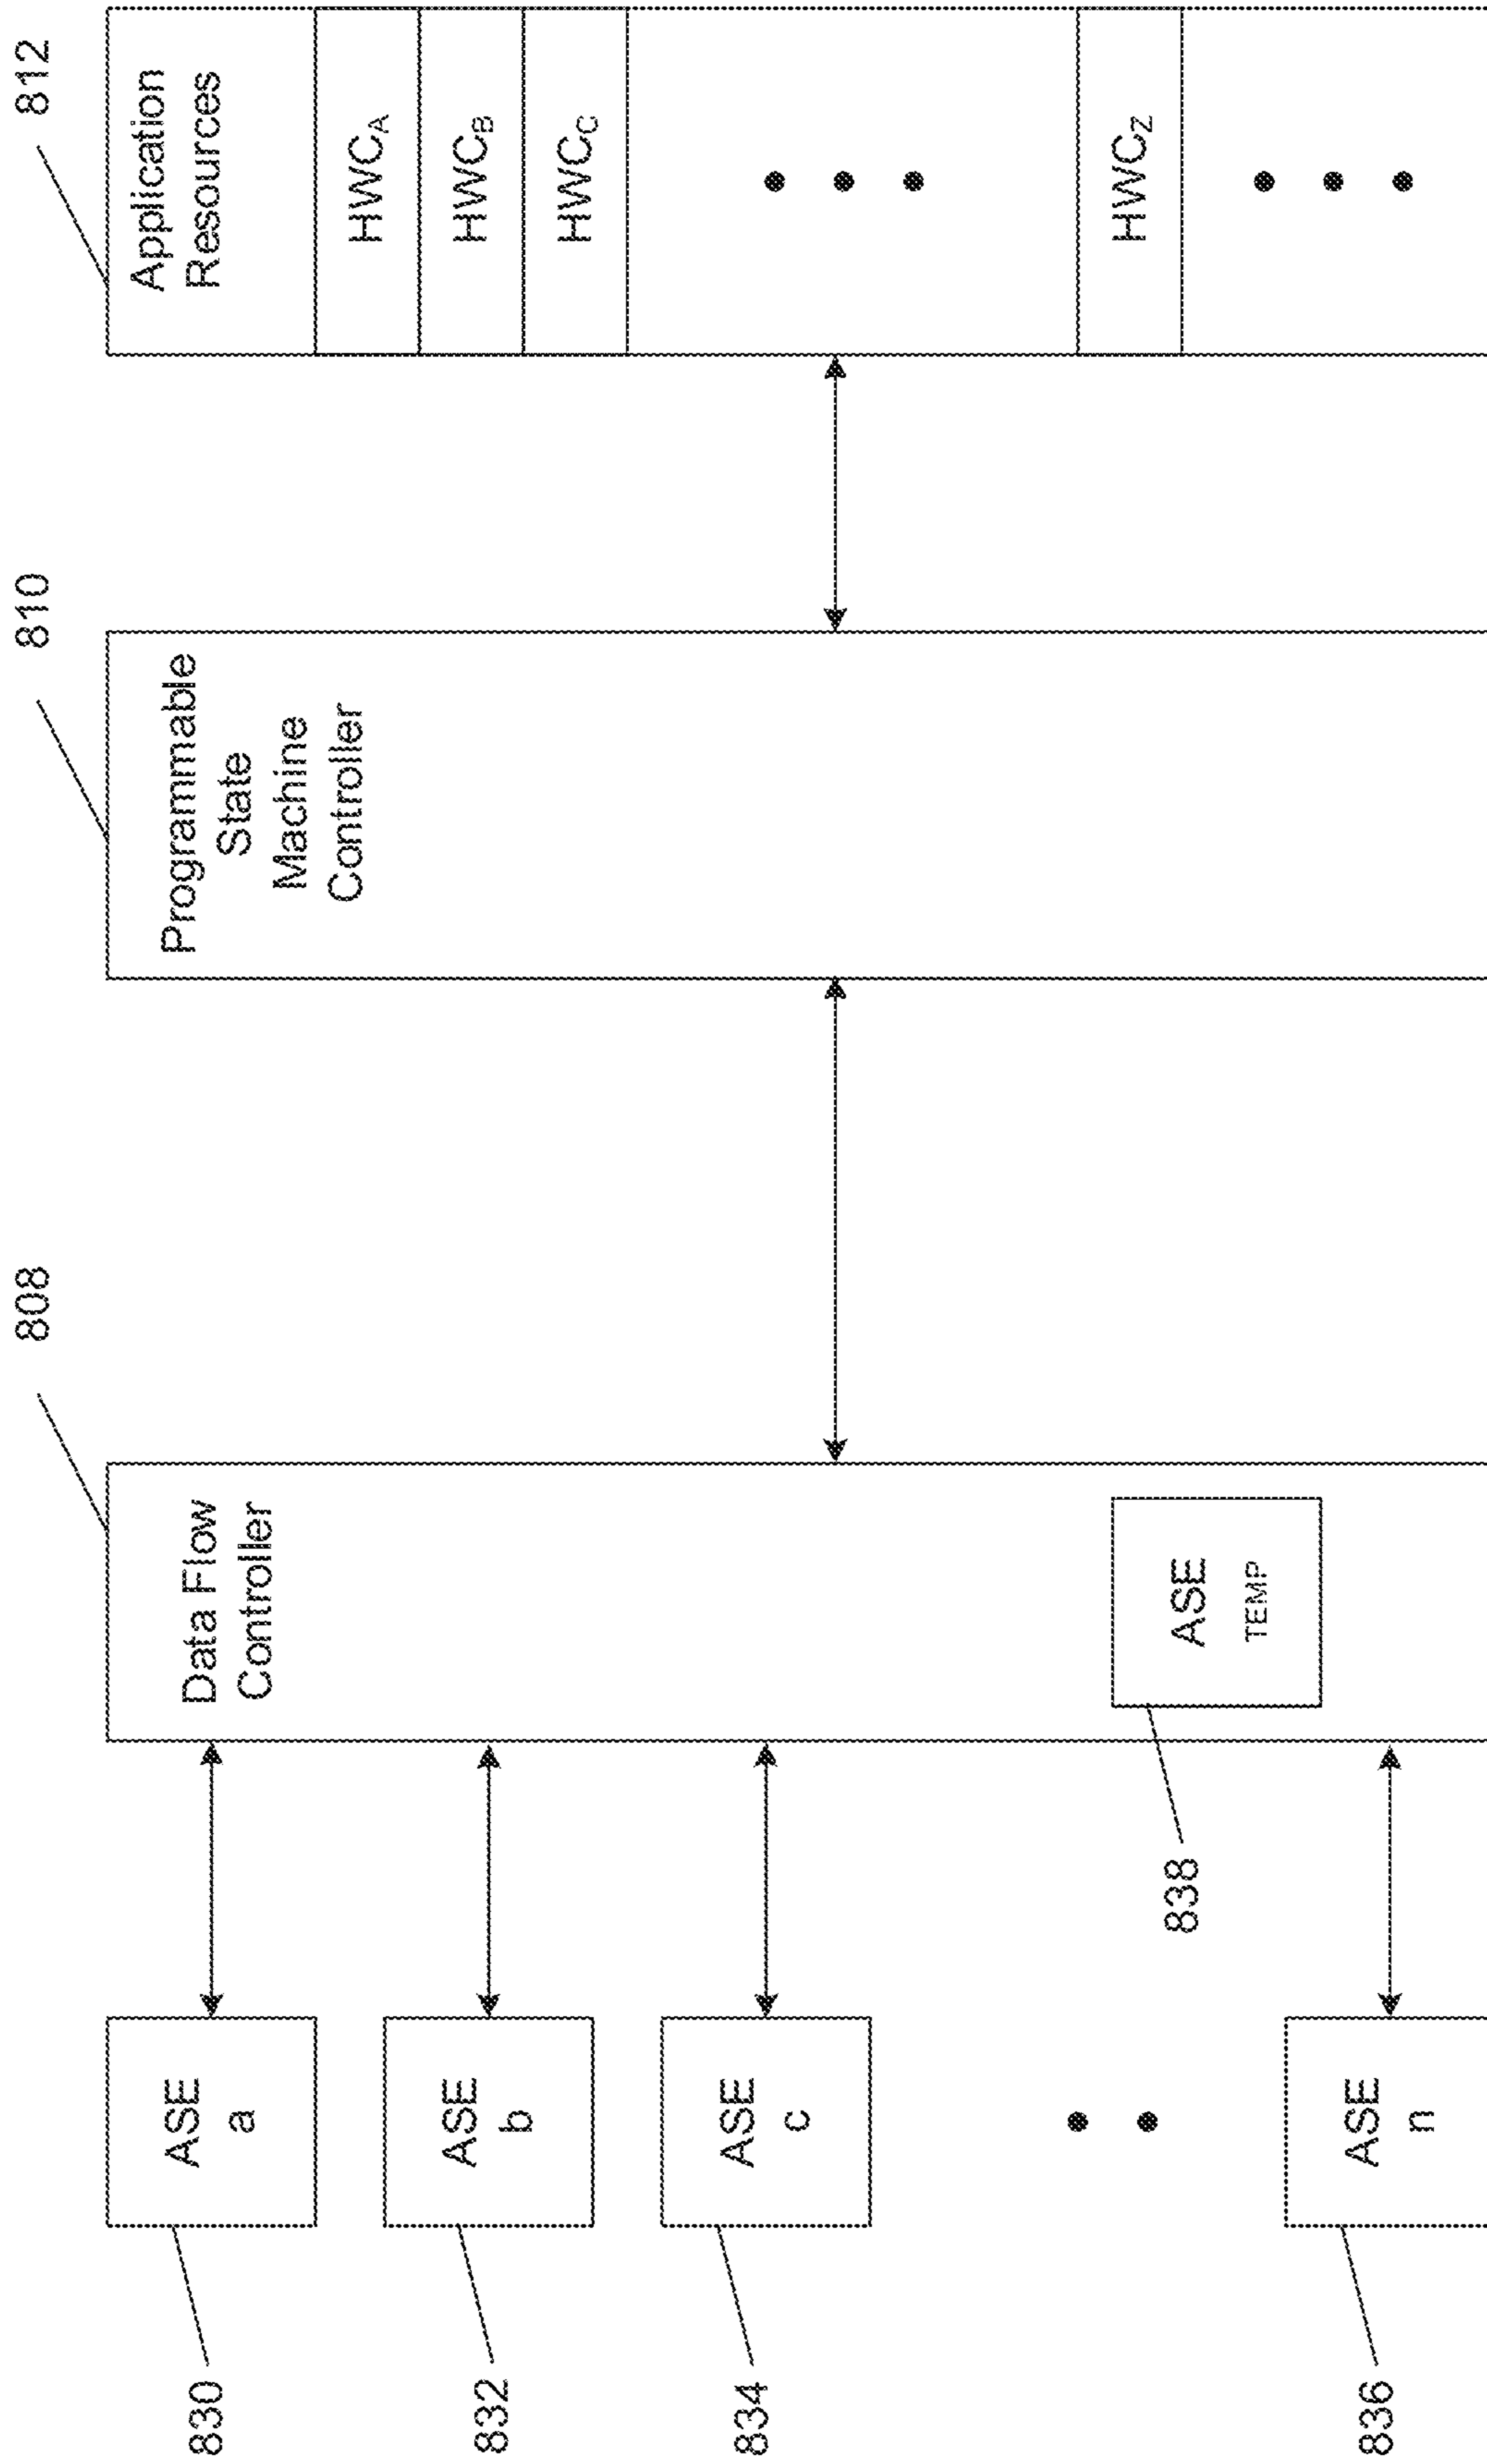 830
ASE
a
832
ASE
b
834
ASE
c
836
ASE
n
808
Data Flow
Controller
838
ASE
TEMP
810
Programmable
State
Machine
Controller
812
Application
Resources
HWCA
HWCB
HWCC
HWCZ